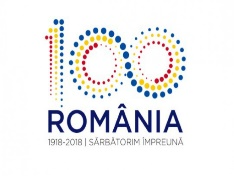 100
ROMÂNIA
1918-2018 | SĂRBĂTORIM ÎMPREUNĂ